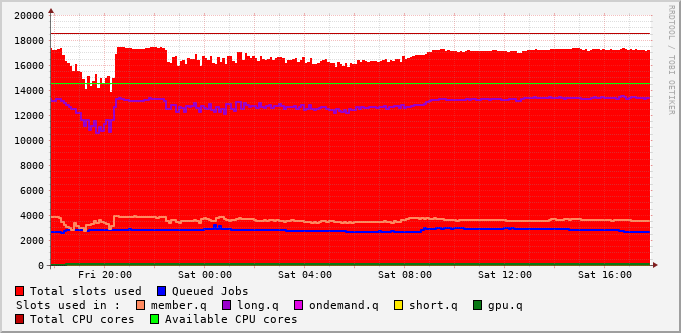 20000
18000
16000
14000
12000
10000
8000
6000
4000
2000
0
Fri 20:00 Sat 00:00 Sat 04:00 Sat 08:00 Sat 12:00 Sat 16:00
RRDTOOL / TOBI OETIKER
Total slots used Queued Jobs
Slots used in : member.q long.q ondemand.q short.q gpu.q
Total CPU cores Available CPU cores